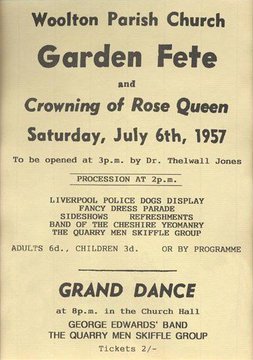 Woolton Parish Church
Garden Fete
and
Crowning of Rose Queen
Saturday, July 6th, 1957
To be opened at 3p.m. by Dr. Thelwall Jones
PROCESSION AT 2p.m.
LIVERPOOL POLICE DOGS DISPLAY
FANCY DRESS PARADE
SIDESHOWS REFRESHMENTS
BAND OF THE CHESHIRE YEOMANRY
THE QUARRY MEN SKIFFLE GROUP
ADULTS 6d., CHILDREN 3d. OR BY PROGRAMME
GRAND DANCE
at 8p.m. in the Church Hall
GEORGE EDWARDS' BAND
THE QUARRY MEN SKIFFLE GROUP
Tickets 2/-